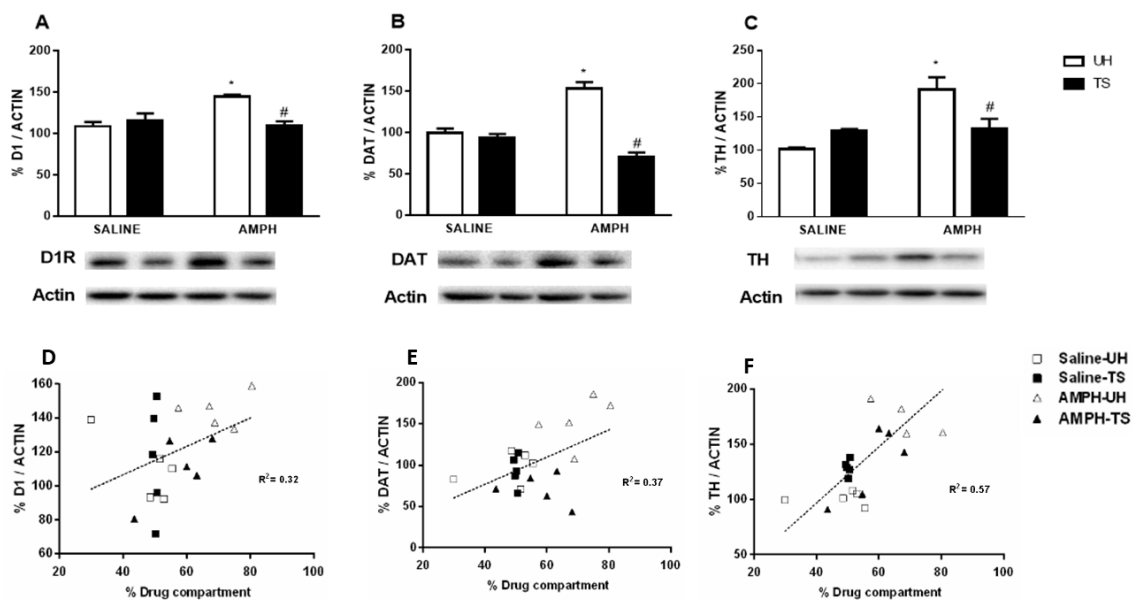 A
B
C
200
150
100
50
0
% D1 / ACTIN
*
#
SALINE
AMPH
200
150
100
50
0
% DAT / ACTIN
*
#
SALINE
AMPH
250
200
150
100
50
0
% TH / ACTIN
*
#
SALINE
AMPH
UH
TS
D1R
Actin
DAT
Actin
TH
Actin
D
E
F
160
140
120
100
80
60
% D1 / ACTIN
R2= 0.32
20
40
60
80
100
% Drug compartment
200
150
100
50
0
% DAT / ACTIN
R2= 0.37
20
40
60
80
100
% Drug compartment
200
150
100
50
% TH / ACTIN
R2= 0.57
20
40
60
80
100
% Drug compartment
Saline-UH
Saline-TS
AMPH-UH
AMPH-TS